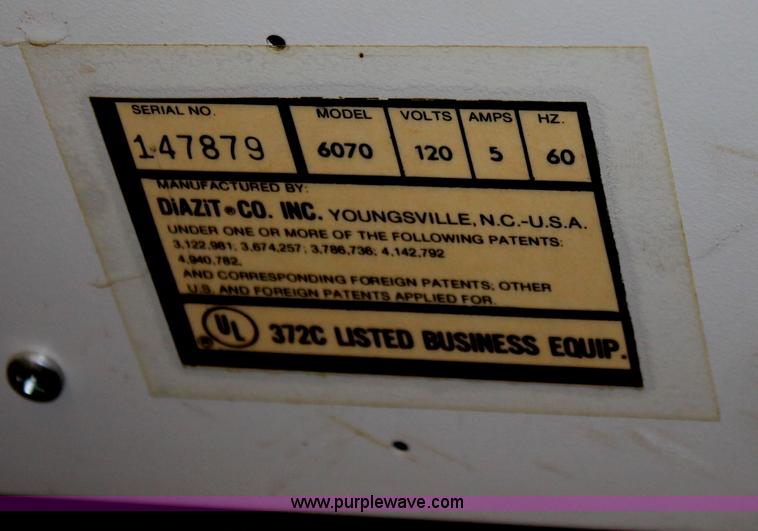 SERIAL NO. MODEL VOLTS AMPS HZ.
147879 6070 120 5 60
MANUFACTURED BY:
DiAZiT ® CO. INC. YOUNGSVILLE, N.C.-U.S.A.
UNDER ONE OR MORE OF THE FOLLOWING PATENTS:
3,122,981; 3,674,257; 3,786,736; 4,142,792
4,940,782,
AND CORRESPONDING FOREIGN PATENTS; OTHER
U.S. AND FOREIGN PATENTS APPLIED FOR.
UL ® 372C LISTED BUSINESS EQUIP.
www.purplewave.com